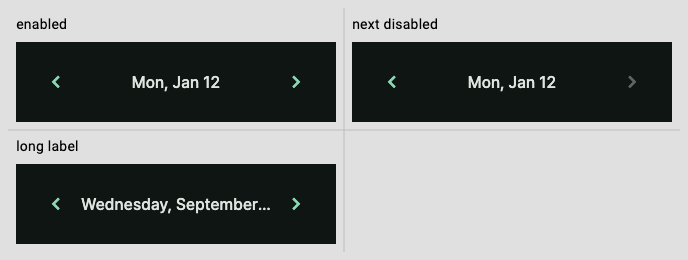 enabled
next disabled
Mon, Jan 12
Mon, Jan 12
long label
Wednesday, September...